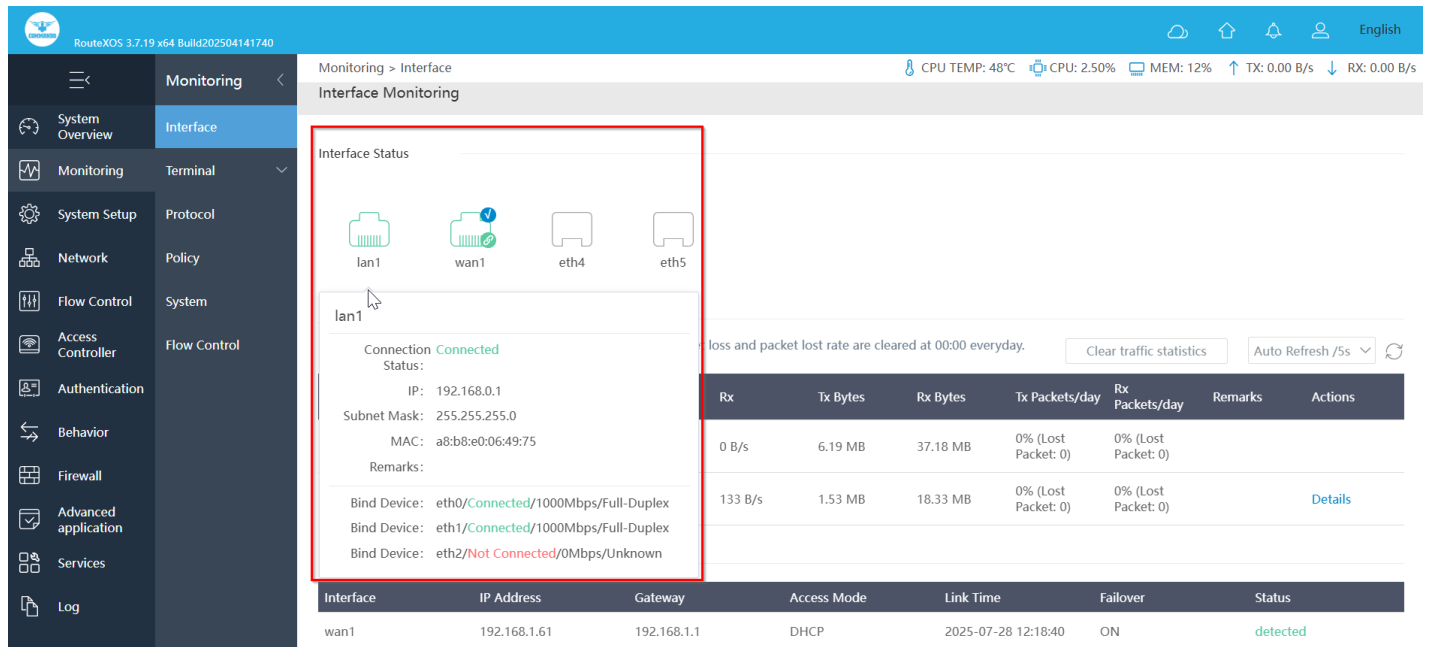 COMMANDO
RouteXOS 3.7.19 x64 Build202504141740
English
Monitoring
System Overview
Monitoring
System Setup
Network
Flow Control
Access Controller
Authentication
Behavior
Firewall
Advanced application
Services
Log
Interface
Terminal
Protocol
Policy
System
Flow Control
Monitoring > Interface
CPU TEMP: 48℃ CPU: 2.50% MEM: 12% TX: 0.00 B/s RX: 0.00 B/s
Interface Monitoring
Interface Status
lan1 wan1 eth4 eth5
lan1
Connection Status: Connected
IP: 192.168.0.1
Subnet Mask: 255.255.255.0
MAC: a8:b8:e0:06:49:75
Remarks:
Bind Device: eth0/Connected/1000Mbps/Full-Duplex
Bind Device: eth1/Connected/1000Mbps/Full-Duplex
Bind Device: eth2/Not Connected/0Mbps/Unknown
loss and packet lost rate are cleared at 00:00 everyday. Clear traffic statistics Auto Refresh /5s
Rx Tx Bytes Rx Bytes Tx Packets/day Rx Packets/day Remarks Actions
0 B/s 6.19 MB 37.18 MB 0% (Lost Packet: 0) 0% (Lost Packet: 0)
133 B/s 1.53 MB 18.33 MB 0% (Lost Packet: 0) 0% (Lost Packet: 0) Details
Interface IP Address Gateway Access Mode Link Time Failover Status
wan1 192.168.1.61 192.168.1.1 DHCP 2025-07-28 12:18:40 ON detected